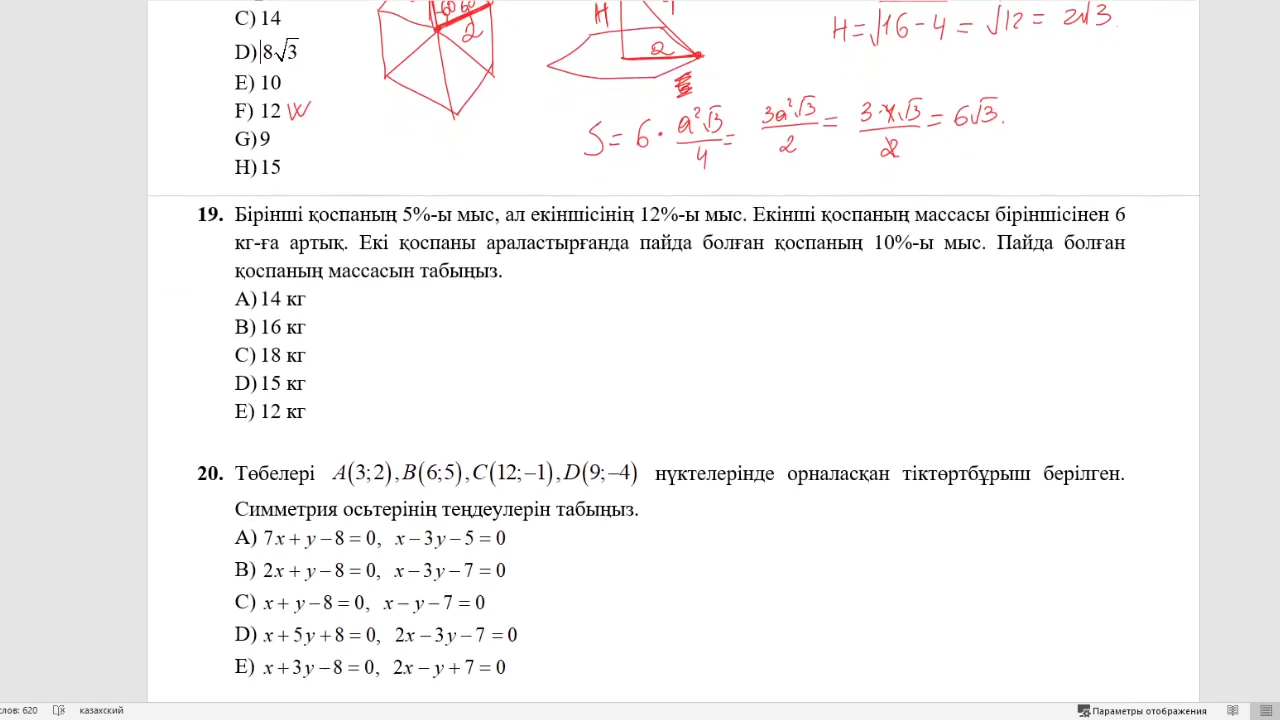 C) 14
D) 8√3
E) 10
F) 12
G) 9
H) 15
60 60
2
H
2
H = √16 − 4 = √12 = 2√3.
S = 6 · a²√3/4 = 3a²√3/2 = 3·4√3/2 = 6√3.
19. Бірінші қоспаның 5%-ы мыс, ал екіншісінің 12%-ы мыс. Екінші қоспаның массасы біріншісінен 6
кг-ға артық. Екі қоспаны араластырғанда пайда болған қоспаның 10%-ы мыс. Пайда болған
қоспаның массасын табыңыз.
A) 14 кг
B) 16 кг
C) 18 кг
D) 15 кг
E) 12 кг
20. Төбелері A(3;2), B(6;5), C(12;−1), D(9;−4) нүктелерінде орналасқан тіктөртбұрыш берілген.
Симметрия осьтерінің теңдеулерін табыңыз.
A) 7x + y − 8 = 0, x − 3y − 5 = 0
B) 2x + y − 8 = 0, x − 3y − 7 = 0
C) x + y − 8 = 0, x − y − 7 = 0
D) x + 5y + 8 = 0, 2x − 3y − 7 = 0
E) x + 3y − 8 = 0, 2x − y + 7 = 0
слов: 620 казахский Параметры отображения